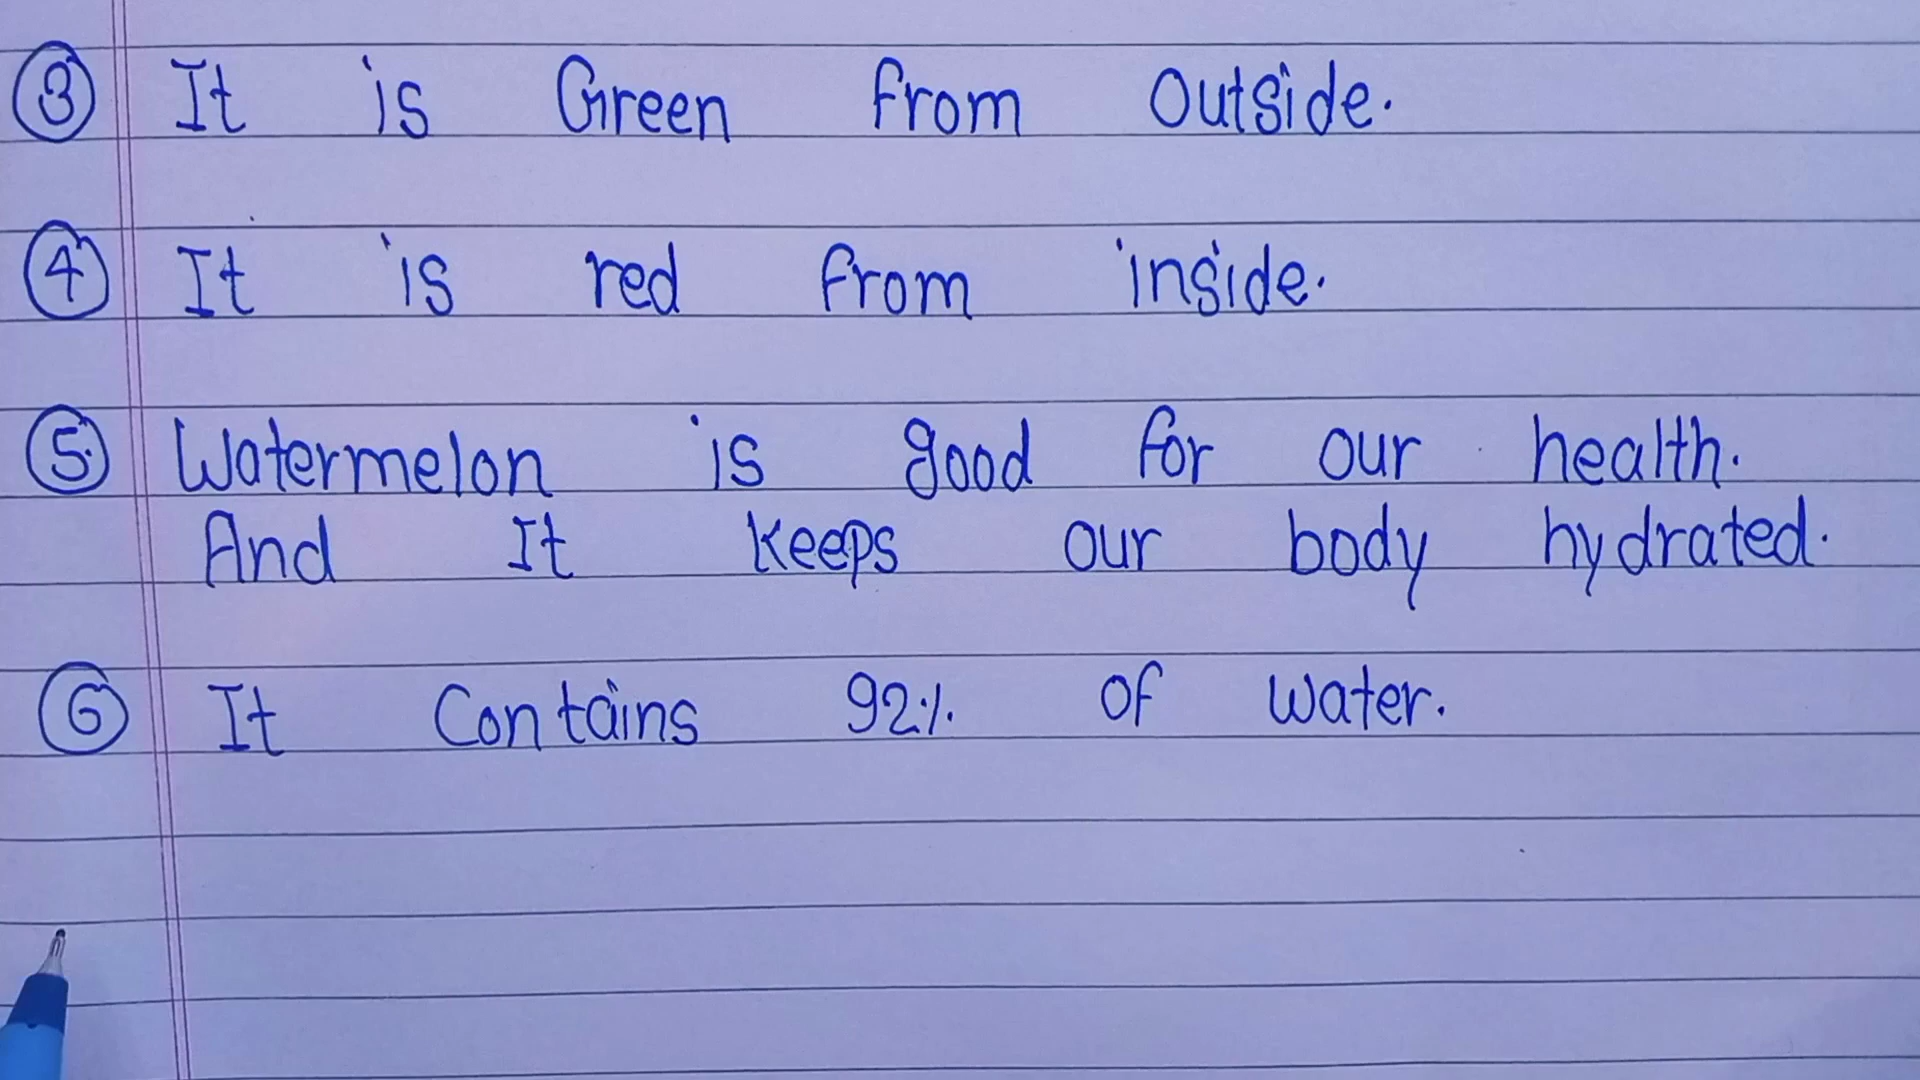 ③ It is Green from Outside.
④ It is red from inside.
⑤ Watermelon is good for our health.
And It keeps our body hydrated.
⑥ It Contains 92% of water.